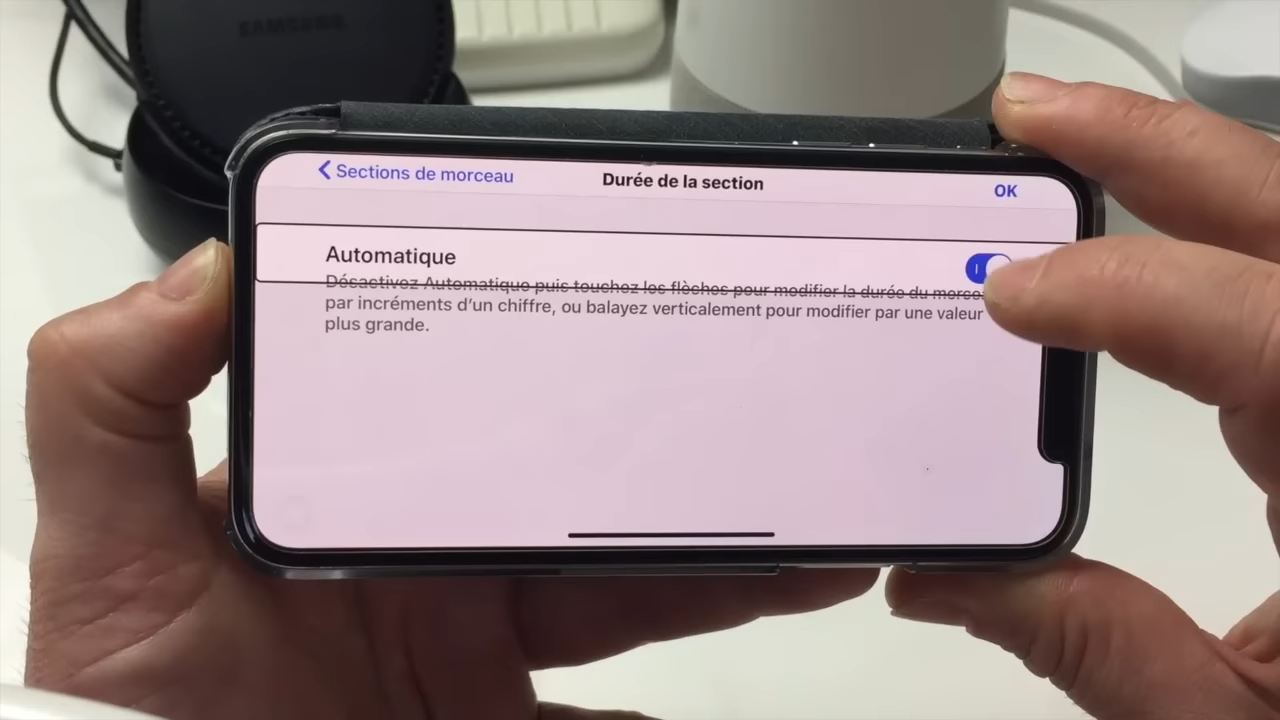 SAMSUNG
Sections de morceau
Durée de la section
OK
Automatique
Désactivez Automatique puis touchez les flèches pour modifier la durée du
par incréments d’un chiffre, ou balayez verticalement pour modifier par une valeur
plus grande.